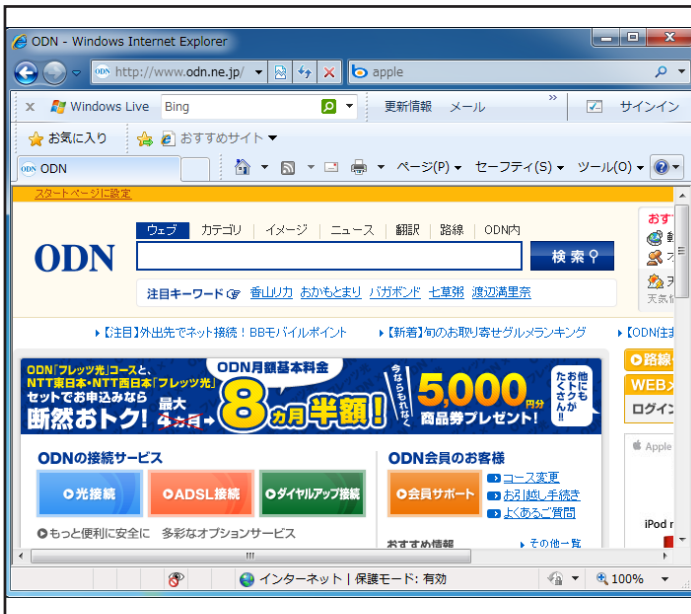 ODN - Windows Internet Explorer
http://www.odn.ne.jp/ apple
x Windows Live Bing 更新情報 メール » サインイン
お気に入り おすすめサイト
ODN ページ(P) セーフティ(S) ツール(O)
スタートページに設定
ウェブ カテゴリ イメージ ニュース 翻訳 路線 ODN内
ODN 検索
注目キーワード 香山リカ おかもとまり バガボンド 七草粥 渡辺満里奈
おす
天気
【注目】外出先でネット接続！BBモバイルポイント 【新着】旬のお取り寄せグルメランキング 【ODN住ま
ODN「フレッツ光」コースと、
NTT東日本・NTT西日本「フレッツ光」
セットでお申込みなら
断然おトク!
ODN月額基本料金
最大
4ヵ月→
8ヵ月半額!
今ならもれなく
5,000円分
商品券プレゼント!
他にも
おトクが
たくさん!!
路線
WEBメ
ログイン
ODNの接続サービス
光接続 ADSL接続 ダイヤルアップ接続
もっと便利に安全に 多彩なオプションサービス
ODN会員のお客様
会員サポート
コース変更
お引越し手続き
よくあるご質問
おすすめ情報 その他一覧
Apple
iPod
インターネット | 保護モード: 有効 100%